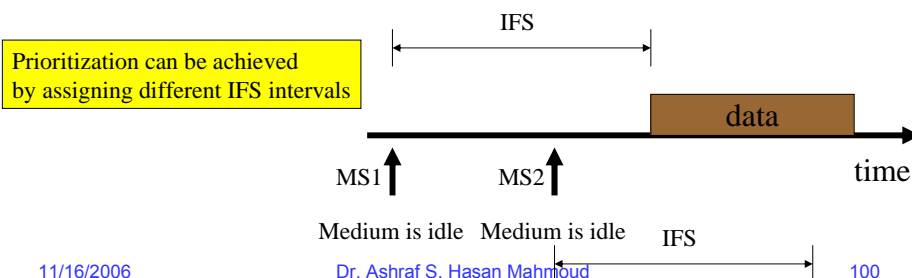 IFS
Prioritization can be achieved
by assigning different IFS intervals
data
MS1
MS2
time
Medium is idle
Medium is idle
IFS
11/16/2006
Dr. Ashraf S. Hasan Mahmoud
100